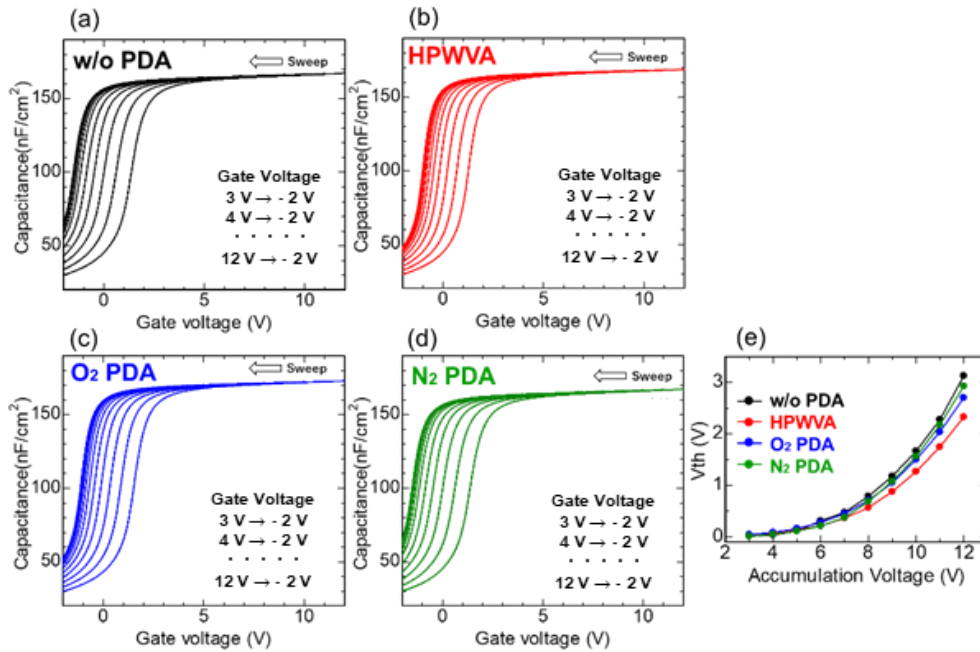 (a)
w/o PDA
Sweep
Capacitance(nF/cm²)
150
100
50
Gate Voltage
3 V → - 2 V
4 V → - 2 V
. . . . .
12 V → - 2 V
0 5 10
Gate voltage (V)
(b)
HPWVA
Sweep
Capacitance(nF/cm²)
150
100
50
Gate Voltage
3 V → - 2 V
4 V → - 2 V
. . . . .
12 V → - 2 V
0 5 10
Gate voltage (V)
(c)
O₂ PDA
Sweep
Capacitance(nF/cm²)
150
100
50
Gate Voltage
3 V → - 2 V
4 V → - 2 V
. . . . .
12 V → - 2 V
0 5 10
Gate voltage (V)
(d)
N₂ PDA
Sweep
Capacitance(nF/cm²)
150
100
50
Gate Voltage
3 V → - 2 V
4 V → - 2 V
. . . . .
12 V → - 2 V
0 5 10
Gate voltage (V)
(e)
w/o PDA
HPWVA
O₂ PDA
N₂ PDA
Vth (V)
3
2
1
0
2 4 6 8 10 12
Accumulation Voltage (V)